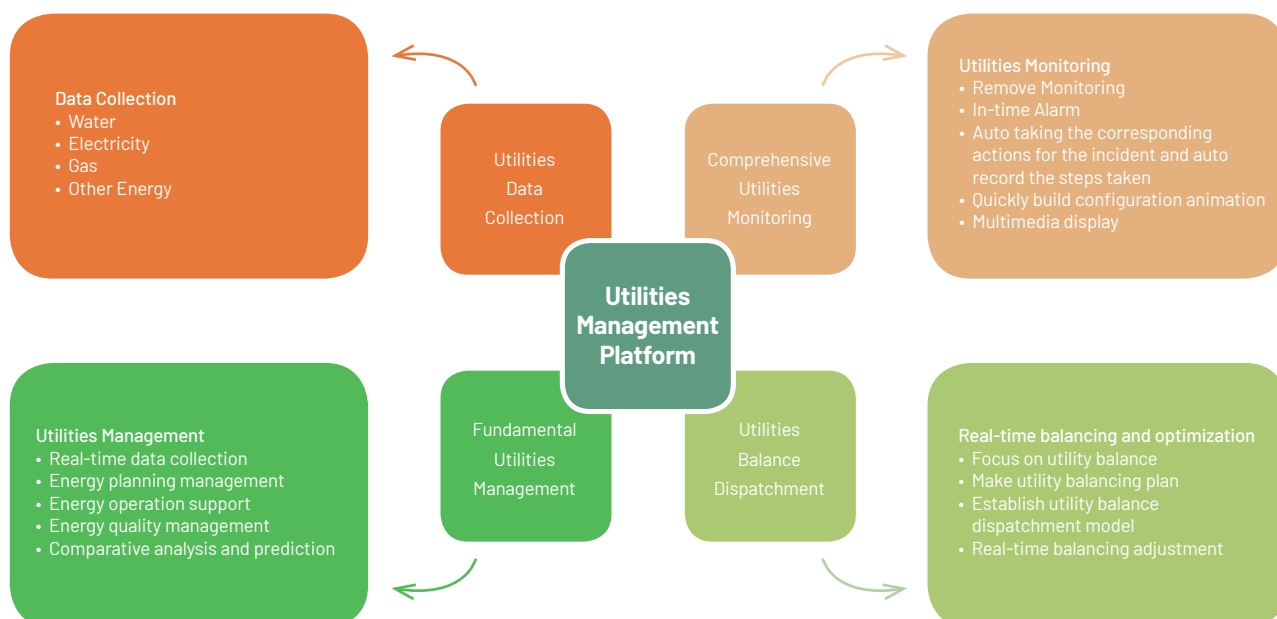 Data Collection
• Water
• Electricity
• Gas
• Other Energy
Utilities
Data
Collection
Comprehensive
Utilities
Monitoring
Utilities Monitoring
• Remove Monitoring
• In-time Alarm
• Auto taking the corresponding
actions for the incident and auto
record the steps taken
• Quickly build configuration animation
• Multimedia display
Utilities
Management
Platform
Utilities Management
• Real-time data collection
• Energy planning management
• Energy operation support
• Energy quality management
• Comparative analysis and prediction
Fundamental
Utilities
Management
Utilities
Balance
Dispatchment
Real-time balancing and optimization
• Focus on utility balance
• Make utility balancing plan
• Establish utility balance
dispatchment model
• Real-time balancing adjustment